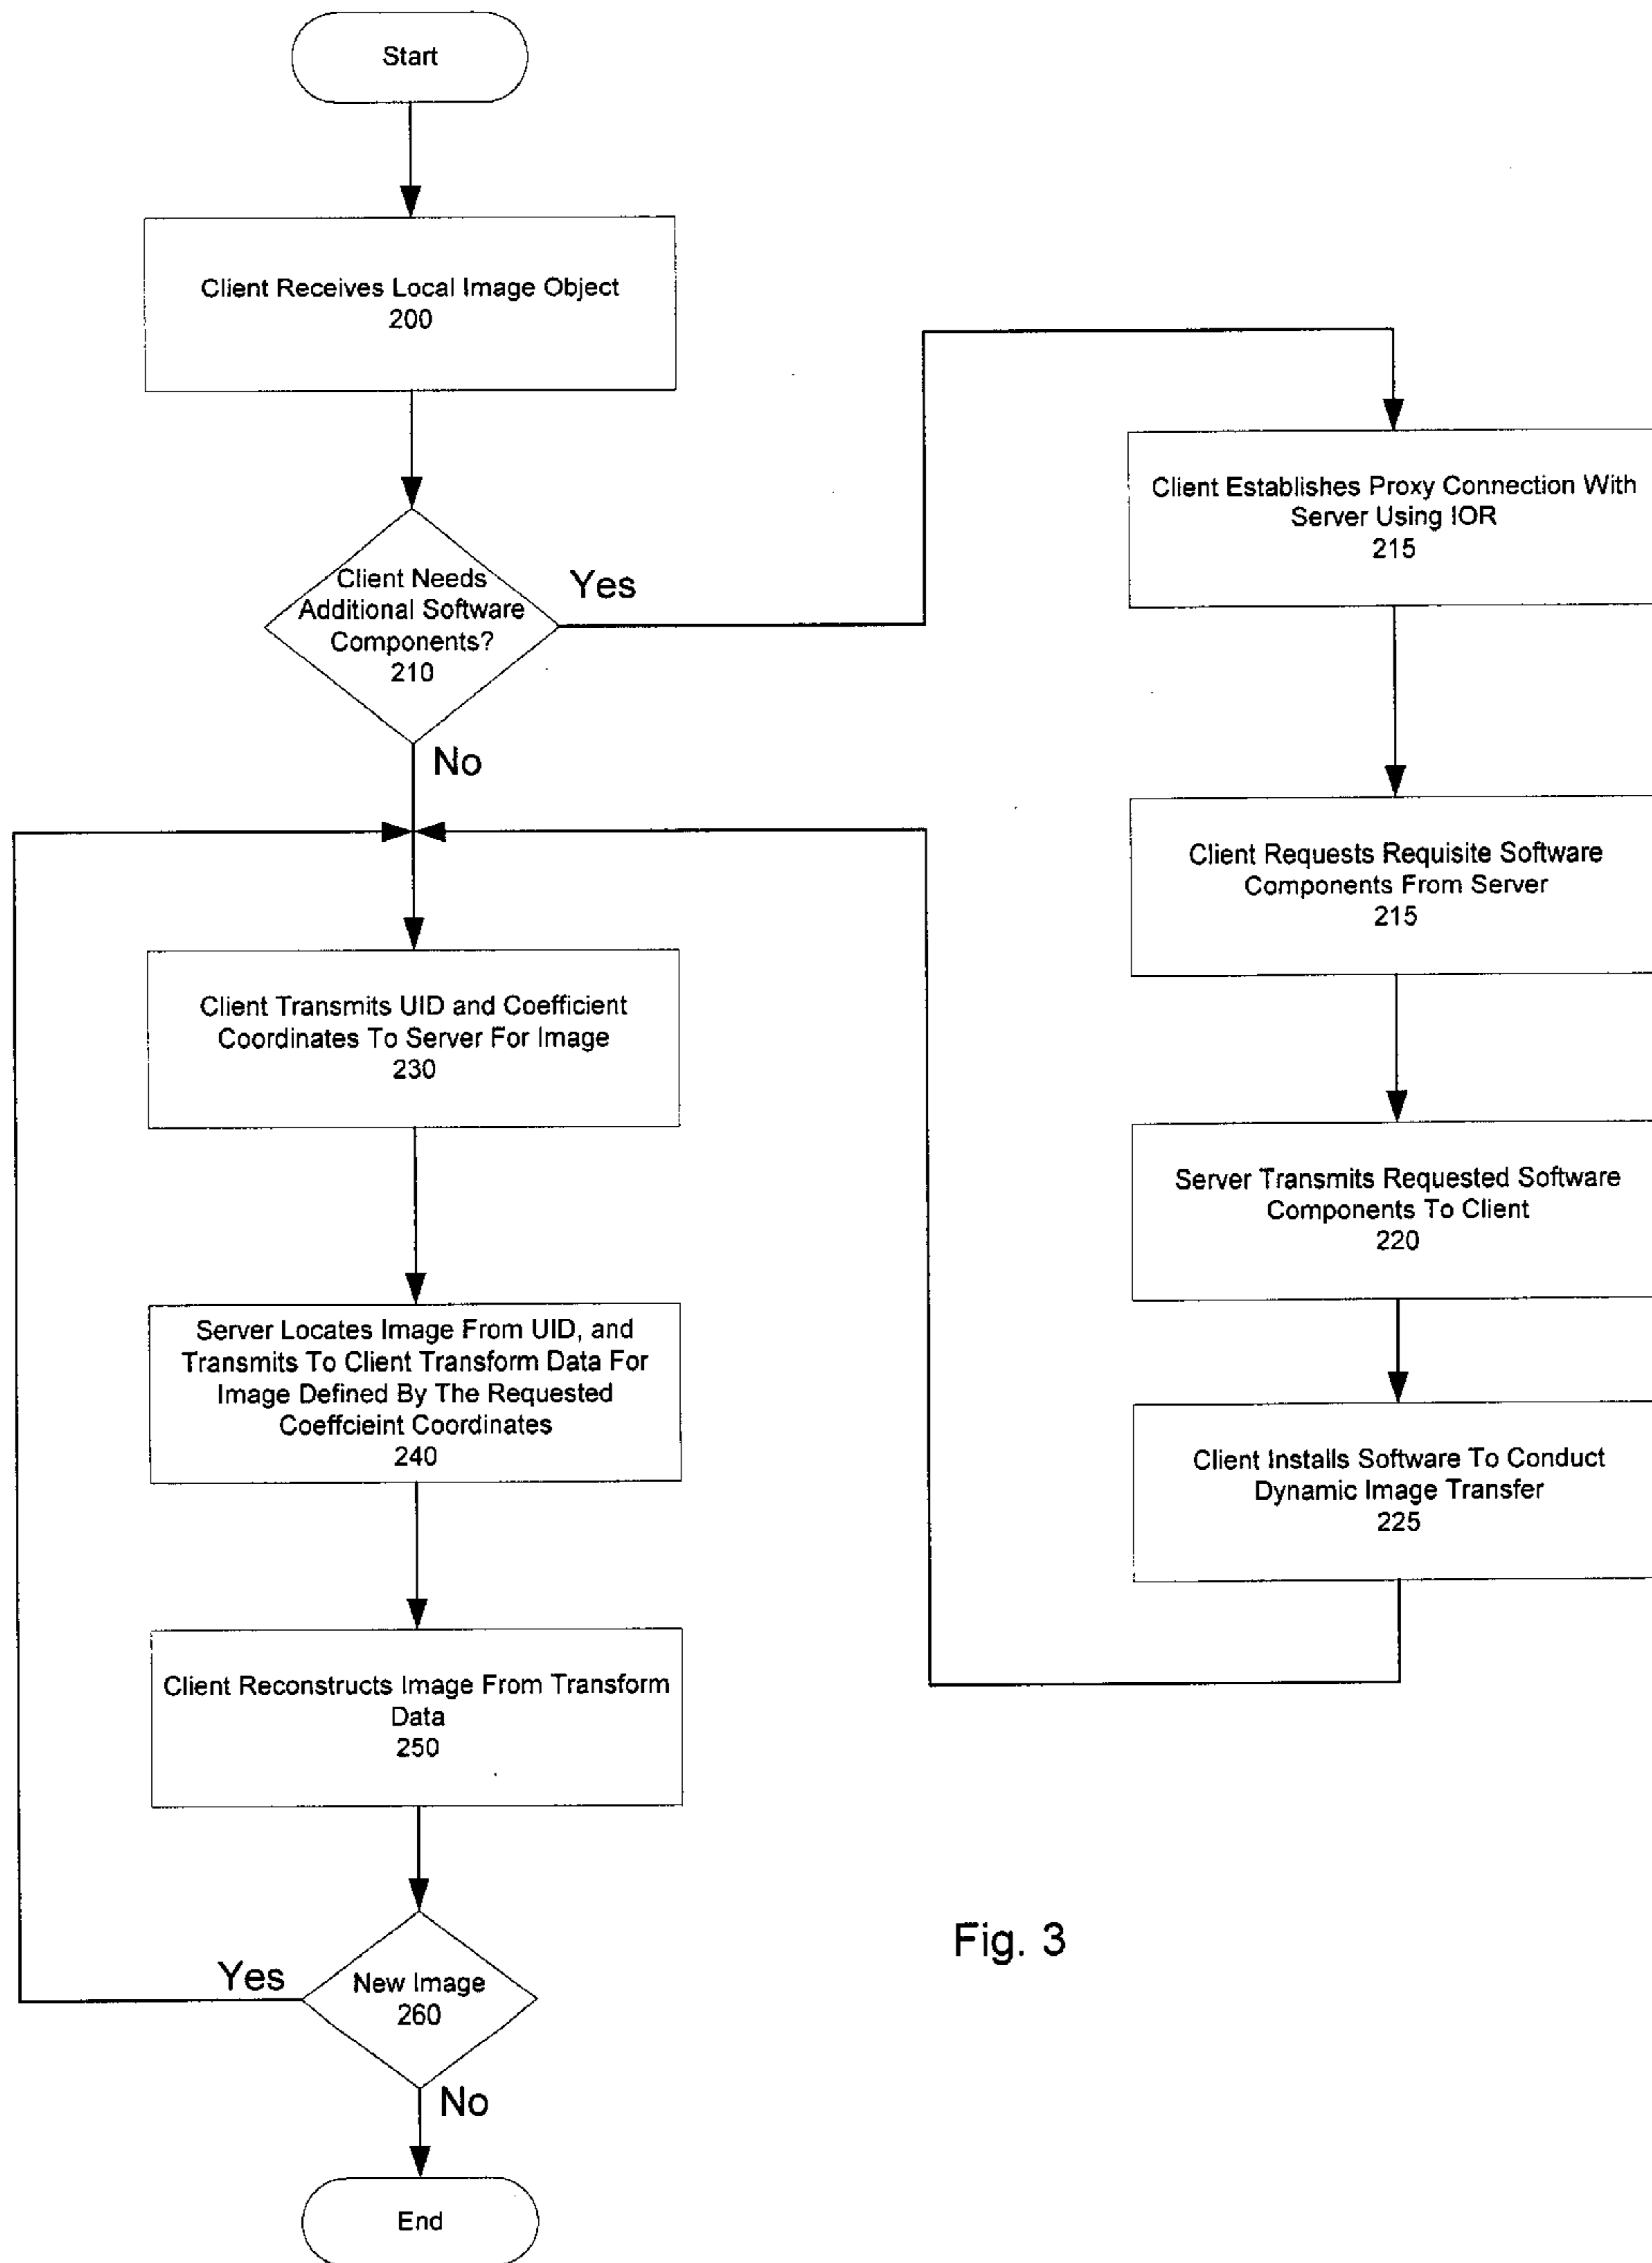 Start
Client Receives Local Image Object
200
Client Needs
Additional Software
Components?
210
Yes
No
Client Establishes Proxy Connection With
Server Using IOR
215
Client Requests Requisite Software
Components From Server
215
Server Transmits Requested Software
Components To Client
220
Client Installs Software To Conduct
Dynamic Image Transfer
225
Client Transmits UID and Coefficient
Coordinates To Server For Image
230
Server Locates Image From UID, and
Transmits To Client Transform Data For
Image Defined By The Requested
Coeffcieint Coordinates
240
Client Reconstructs Image From Transform
Data
250
New Image
260
Yes
No
End
Fig. 3